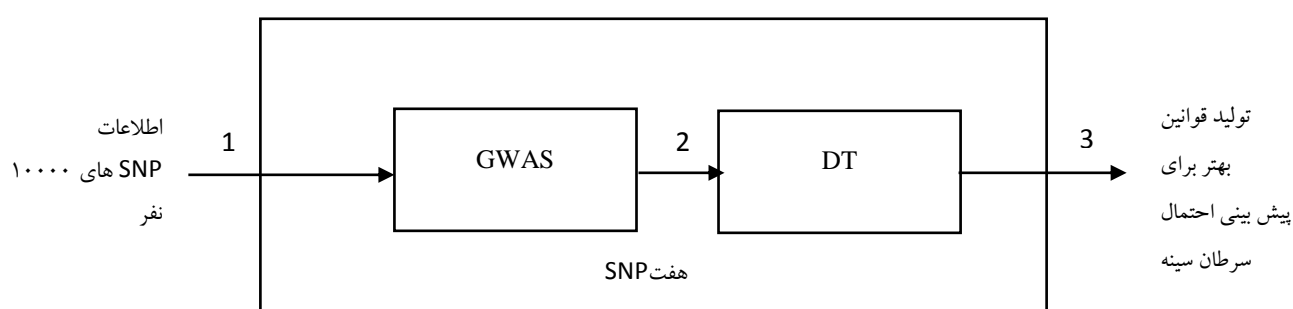 اطلاعات
SNP های ۱۰۰۰۰
نفر
1
GWAS
2
DT
3
هفتSNP
تولید قوانین
بهتر برای
پیش بینی احتمال
سرطان سینه